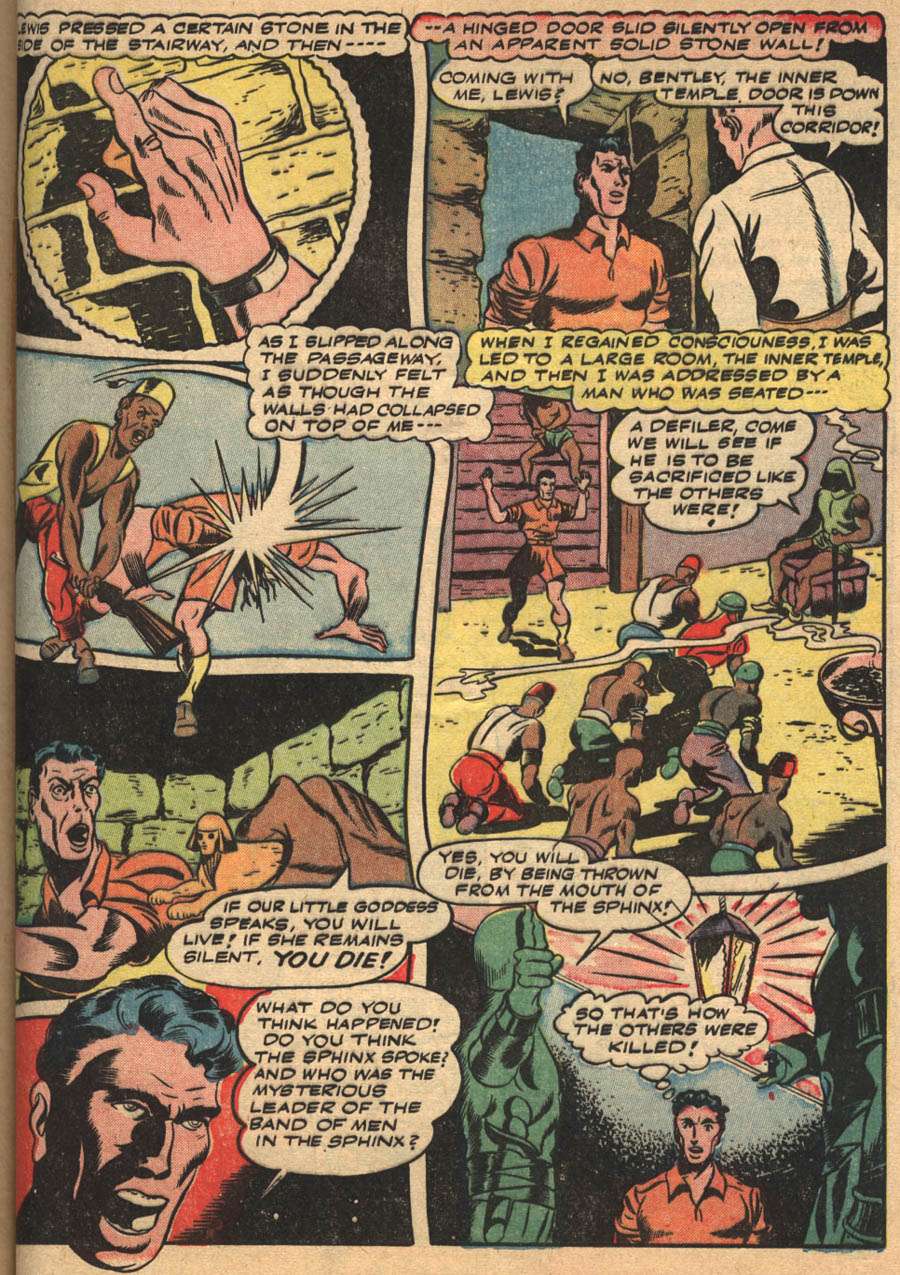 LEWIS PRESSED A CERTAIN STONE IN THE
SIDE OF THE STAIRWAY, AND THEN ----
--A HINGED DOOR SLID SILENTLY OPEN FROM
AN APPARENT SOLID STONE WALL!
COMING WITH
ME, LEWIS?
NO, BENTLEY, THE INNER
TEMPLE DOOR IS DOWN
THIS
CORRIDOR!
AS I SLIPPED ALONG
THE PASSAGEWAY,
I SUDDENLY FELT
AS THOUGH THE
WALLS HAD COLLAPSED
ON TOP OF ME ---
WHEN I REGAINED CONSCIOUNESS, I WAS
LED TO A LARGE ROOM, THE INNER TEMPLE,
AND THEN I WAS ADDRESSED BY A
MAN WHO WAS SEATED ---
A DEFILER, COME
WE WILL SEE IF
HE IS TO BE
SACRIFICED LIKE
THE OTHERS
WERE!
IF OUR LITTLE GODDESS
SPEAKS, YOU WILL
LIVE! IF SHE REMAINS
SILENT, YOU DIE!
YES, YOU WILL
DIE, BY BEING THROWN
FROM THE MOUTH OF
THE SPHINX!
SO THAT'S HOW
THE OTHERS WERE
KILLED!
WHAT DO YOU
THINK HAPPENED!
DO YOU THINK
THE SPHINX SPOKE?
AND WHO WAS THE
MYSTERIOUS
LEADER OF THE
BAND OF MEN
IN THE SPHINX?